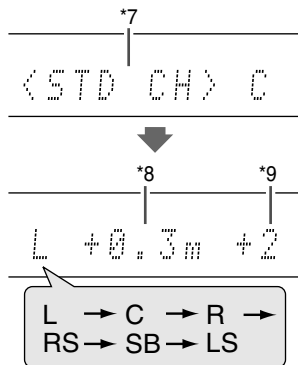 *7
<STD CH> C
*8 *9
L +0.3m +2
L → C → R →
RS → SB → LS